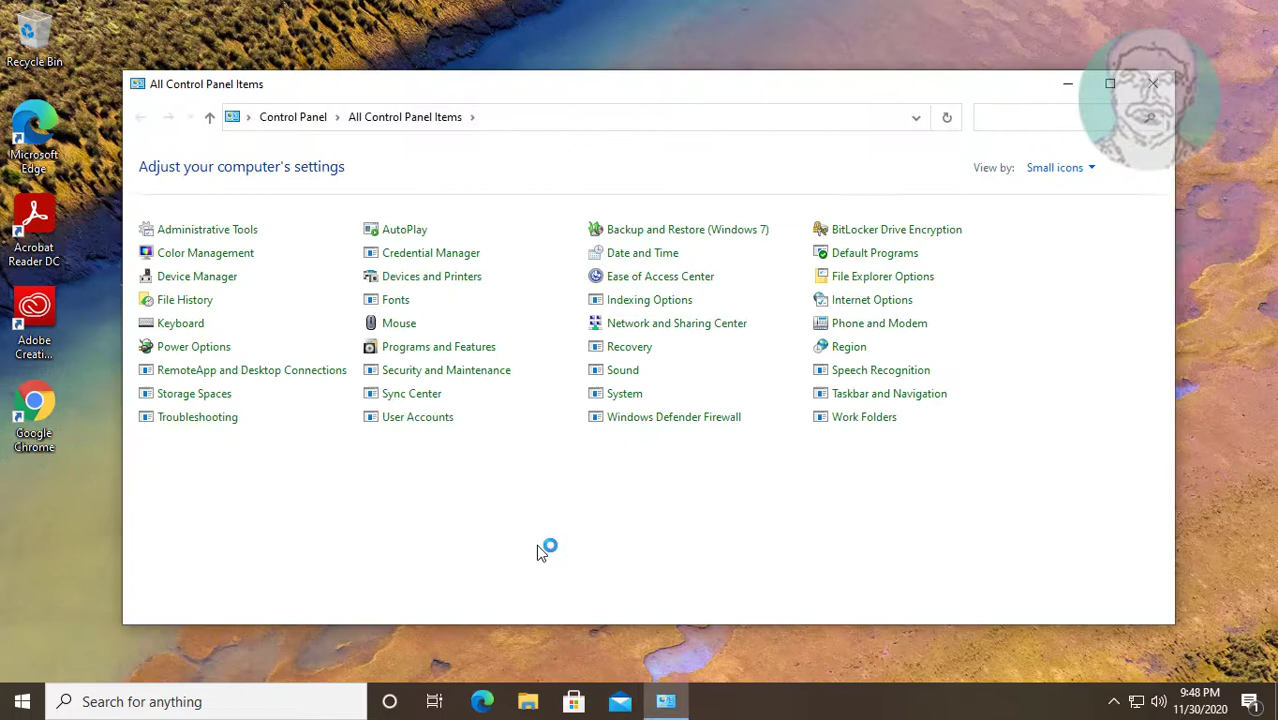 Recycle Bin
Microsoft
Edge
Acrobat
Reader DC
Adobe
Creati...
Google
Chrome
All Control Panel Items
Control Panel
All Control Panel Items
Adjust your computer's settings
View by:
Small icons
Administrative Tools
AutoPlay
Backup and Restore (Windows 7)
BitLocker Drive Encryption
Color Management
Credential Manager
Date and Time
Default Programs
Device Manager
Devices and Printers
Ease of Access Center
File Explorer Options
File History
Fonts
Indexing Options
Internet Options
Keyboard
Mouse
Network and Sharing Center
Phone and Modem
Power Options
Programs and Features
Recovery
Region
RemoteApp and Desktop Connections
Security and Maintenance
Sound
Speech Recognition
Storage Spaces
Sync Center
System
Taskbar and Navigation
Troubleshooting
User Accounts
Windows Defender Firewall
Work Folders
Search for anything
9:48 PM
11/30/2020
1